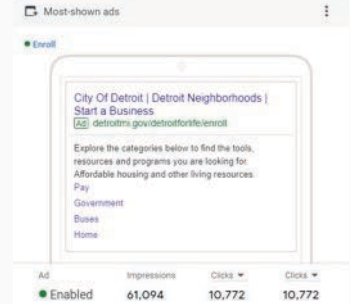 Most-shown ads
Enroll
City Of Detroit | Detroit Neighborhoods |
Start a Business
Ad detroitmi.gov/detroitforlife/enroll
Explore the categories below to find the tools,
resources and programs you are looking for.
Affordable housing and other living resources.
Pay
Government
Buses
Home
Ad Impressions Clicks Clicks
Enabled 61,094 10,772 10,772